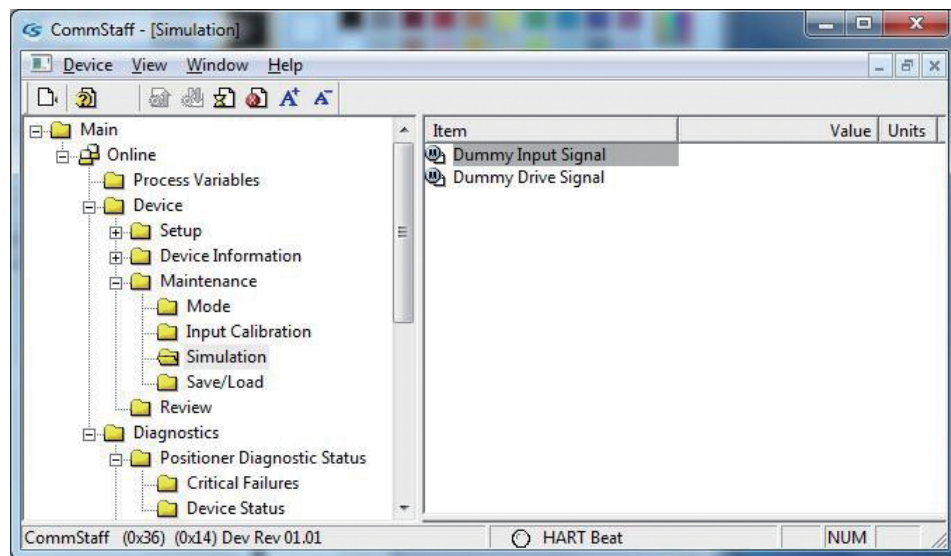 CommStaff - [Simulation]
Device View Window Help
Main
Online
Process Variables
Device
Setup
Device Information
Maintenance
Mode
Input Calibration
Simulation
Save/Load
Review
Diagnostics
Positioner Diagnostic Status
Critical Failures
Device Status
Item Value Units
Dummy Input Signal
Dummy Drive Signal
CommStaff (0x36) (0x14) Dev Rev 01.01 HART Beat NUM